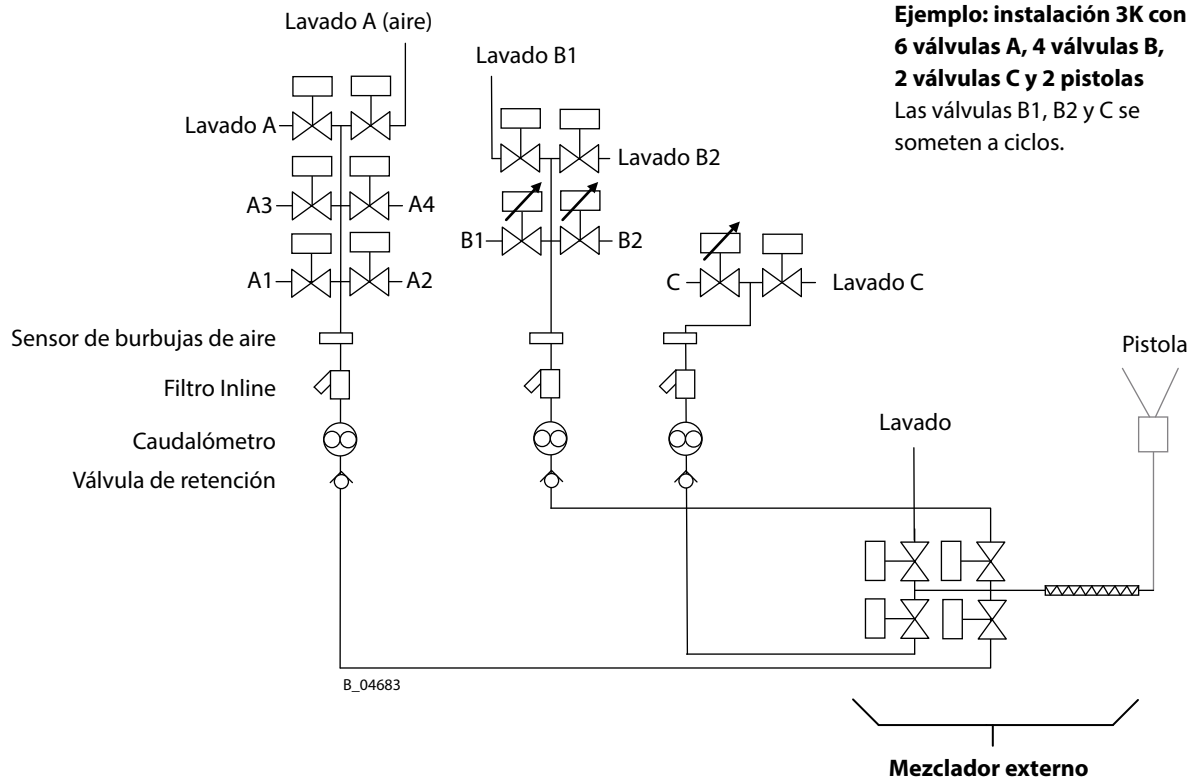 Ejemplo: instalación 3K con
6 válvulas A, 4 válvulas B,
2 válvulas C y 2 pistolas
Las válvulas B1, B2 y C se
someten a ciclos.
Lavado A (aire)
Lavado B1
Lavado A
Lavado B2
A3
A4
B1
B2
A1
A2
C
Lavado C
Sensor de burbujas de aire
Pistola
Filtro Inline
Lavado
Caudalómetro
Válvula de retención
B_04683
Mezclador externo